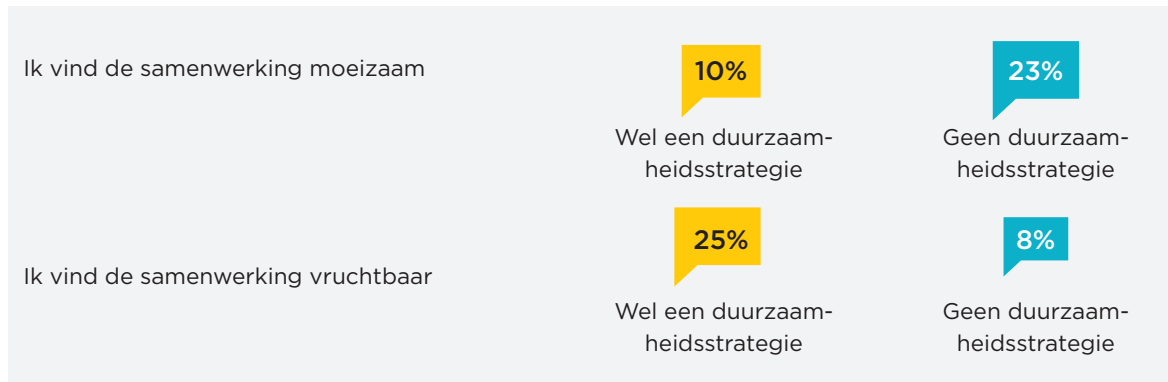 Ik vind de samenwerking moeizaam
10%
23%
Wel een duurzaam-
heidsstrategie
Geen duurzaam-
heidsstrategie
Ik vind de samenwerking vruchtbaar
25%
8%
Wel een duurzaam-
heidsstrategie
Geen duurzaam-
heidsstrategie